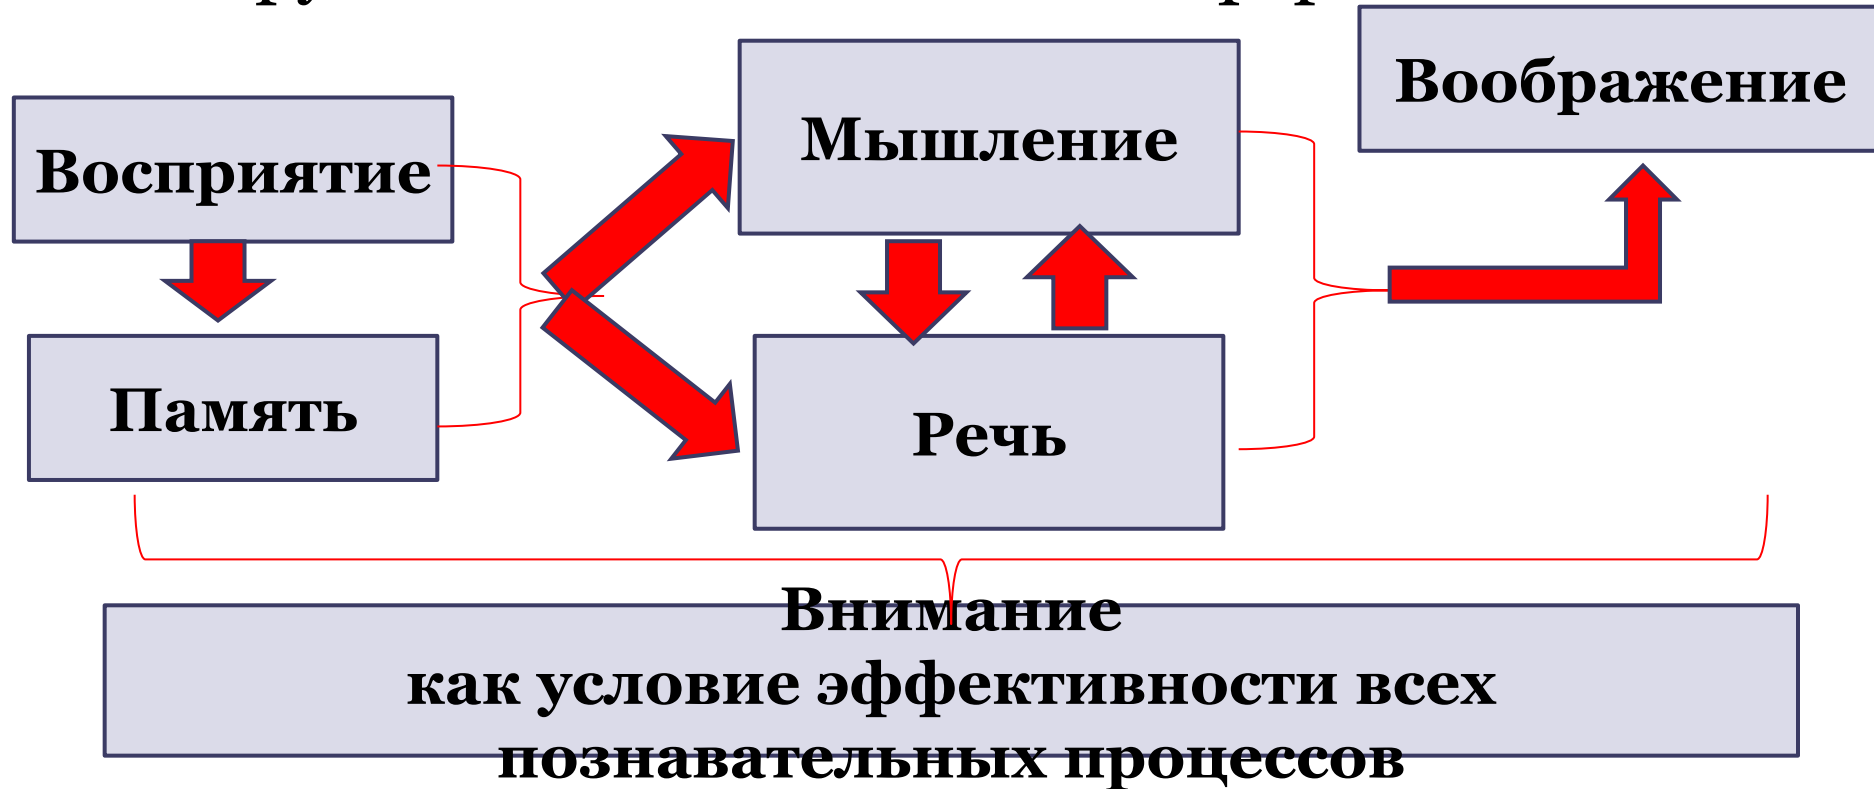 Восприятие
Память
Мышление
Речь
Воображение
Внимание
как условие эффективности всех
познавательных процессов